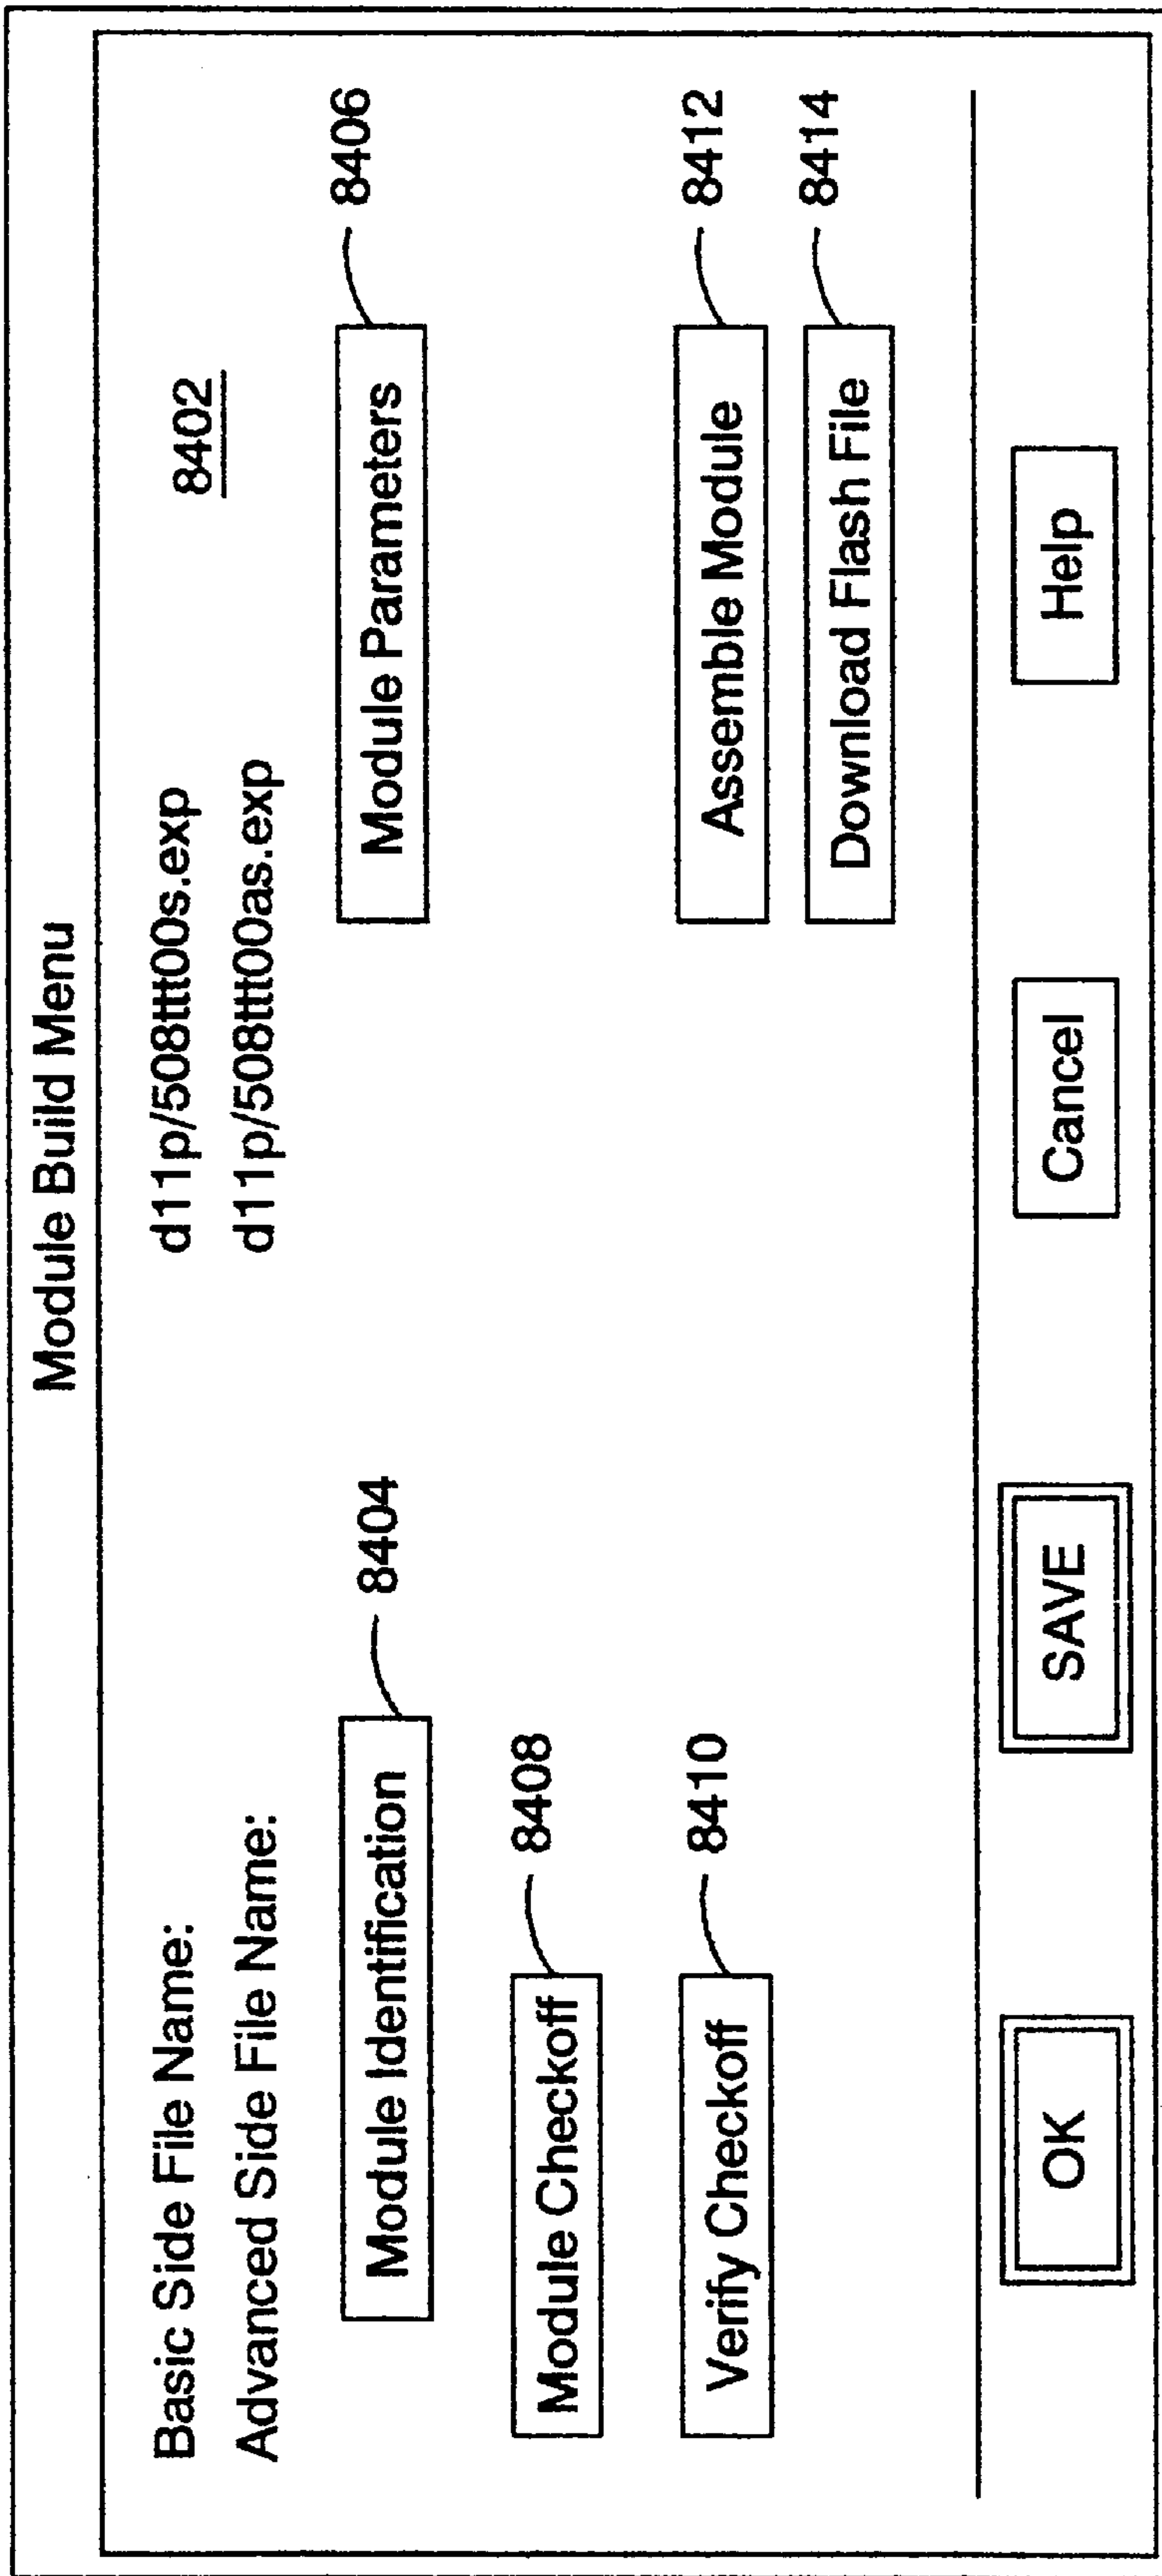 Module Build Menu
Basic Side File Name: d11p/508ttt00s.exp
8402
Advanced Side File Name: d11p/508ttt00as.exp
Module Identification 8404
Module Parameters 8406
Module Checkoff 8408
Verify Checkoff 8410
Assemble Module 8412
Download Flash File 8414
OK SAVE Cancel Help